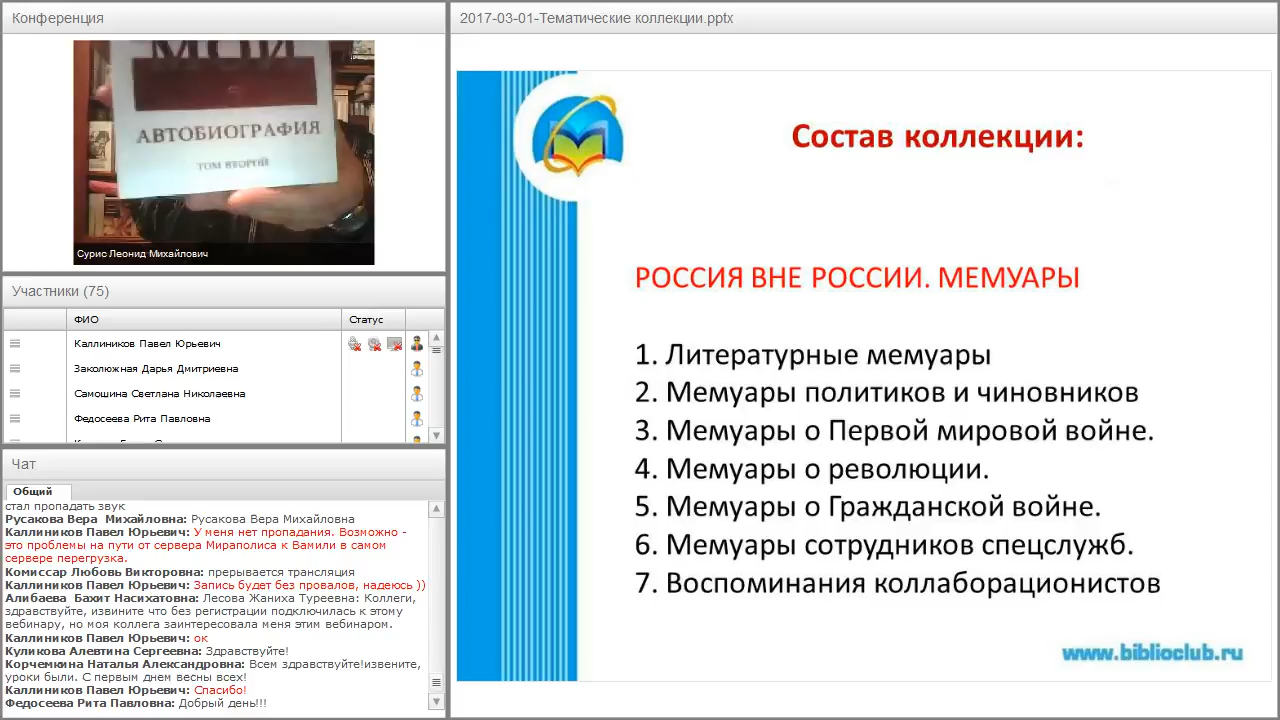 Конференция
МОЙ
АВТОБИОГРАФИЯ
ТОМ ВТОРОЙ
Сурис Леонид Михайлович
Участники (75)
ФИО
Статус
Каллиников Павел Юрьевич
Заколюжная Дарья Дмитриевна
Самошина Светлана Николаевна
Федосеева Рита Павловна
Чат
Общий
стал пропадать звук
Русакова Вера Михайловна: Русакова Вера Михайловна
Каллиников Павел Юрьевич: У меня нет пропадания. Возможно -
это проблемы на пути от сервера Мираполиса к Вамили в самом
сервере перегрузка.
Комиссар Любовь Викторовна: прерывается трансляция
Каллиников Павел Юрьевич: Запись будет без провалов, надеюсь ))
Алибаева Бахит Насихатовна: Лесова Жаниха Туреевна: Коллеги,
здравствуйте, извините что без регистрации подключилась к этому
вебинару, но моя коллега заинтересовала меня этим вебинаром.
Каллиников Павел Юрьевич: ок
Куликова Алевтина Сергеевна: Здравствуйте!
Корчемкина Наталья Александровна: Всем здравствуйте!извените,
уроки были. С первым днем весны всех!
Каллиников Павел Юрьевич: Спасибо!
Федосеева Рита Павловна: Добрый день!!!
2017-03-01-Тематические коллекции.pptx
Состав коллекции:
РОССИЯ ВНЕ РОССИИ. МЕМУАРЫ
1. Литературные мемуары
2. Мемуары политиков и чиновников
3. Мемуары о Первой мировой войне.
4. Мемуары о революции.
5. Мемуары о Гражданской войне.
6. Мемуары сотрудников спецслужб.
7. Воспоминания коллаборационистов
www.biblioclub.ru